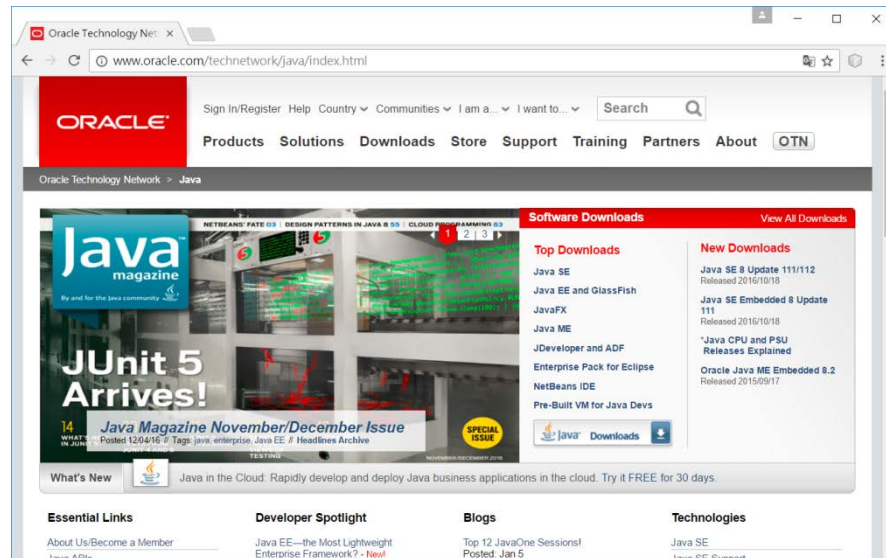 Oracle Technology Net
www.oracle.com/technetwork/java/index.html
ORACLE
Sign In/Register Help Country Communities I am a... I want to... Search
Products Solutions Downloads Store Support Training Partners About OTN
Oracle Technology Network > Java
NETBEANS' FATE 03 | DESIGN PATTERNS IN JAVA 8 55 | CLOUD PROGRAMMING 63
1 2 3
Java
magazine
By and for the Java community
JUnit 5
Arrives!
14
Java Magazine November/December Issue
Posted 12/04/16 // Tags: java, enterprise, Java EE // Headlines Archive
TESTING
SPECIAL
ISSUE
NOVEMBER/DECEMBER 2016
Software Downloads
View All Downloads
Top Downloads
Java SE
Java EE and GlassFish
JavaFX
Java ME
JDeveloper and ADF
Enterprise Pack for Eclipse
NetBeans IDE
Pre-Built VM for Java Devs
Java Downloads
New Downloads
Java SE 8 Update 111/112
Released 2016/10/18
Java SE Embedded 8 Update
111
Released 2016/10/18
*Java CPU and PSU
Releases Explained
Oracle Java ME Embedded 8.2
Released 2015/09/17
What's New
Java in the Cloud: Rapidly develop and deploy Java business applications in the cloud. Try it FREE for 30 days.
Essential Links
About Us/Become a Member
Java APIs
Developer Spotlight
Java EE—the Most Lightweight
Enterprise Framework? - New!
Blogs
Top 12 JavaOne Sessions!
Posted: Jan 5
Technologies
Java SE
Java SE Support